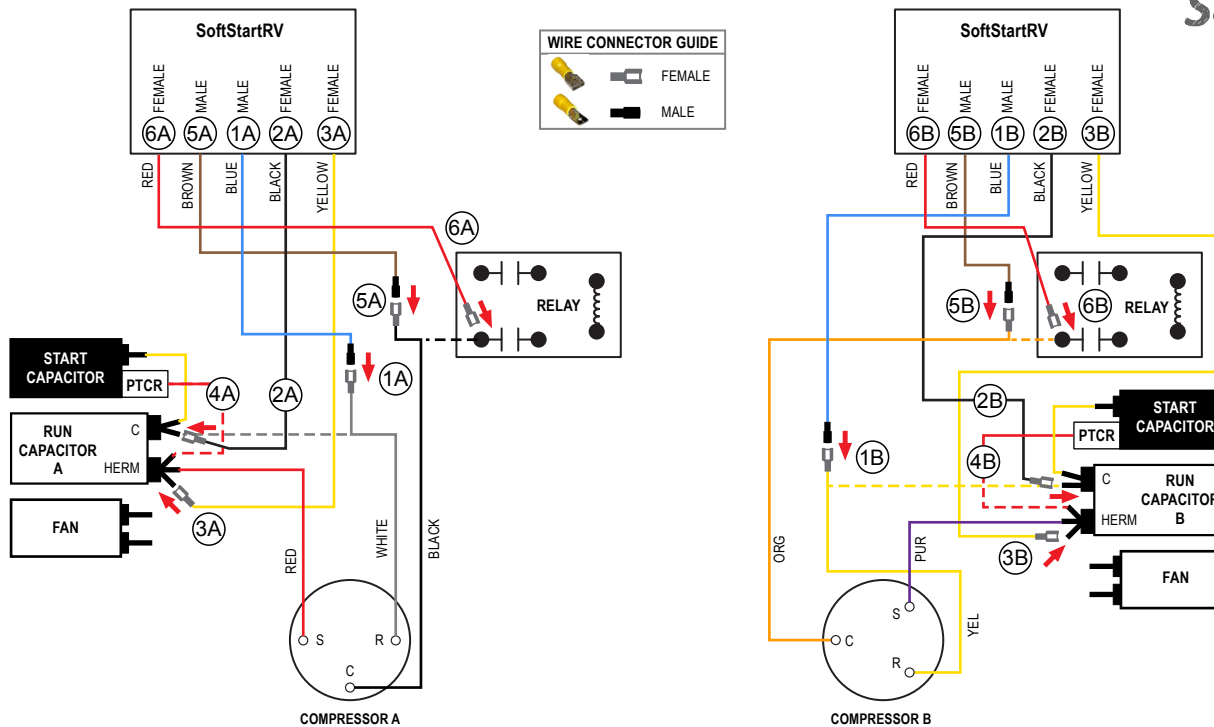 SoftStartRV
FEMALE
MALE
MALE
FEMALE
FEMALE
6A
5A
1A
2A
3A
RED
BROWN
BLUE
BLACK
YELLOW
WIRE CONNECTOR GUIDE
FEMALE
MALE
6A
5A
RELAY
1A
2A
START
CAPACITOR
PTCR
4A
RUN
CAPACITOR
A
C
HERM
3A
FAN
RED
WHITE
BLACK
S
R
C
COMPRESSOR A
SoftStartRV
FEMALE
MALE
MALE
FEMALE
FEMALE
6B
5B
1B
2B
3B
RED
BROWN
BLUE
BLACK
YELLOW
5B
6B
RELAY
2B
START
CAPACITOR
PTCR
1B
4B
C
HERM
RUN
CAPACITOR
B
3B
FAN
ORG
PUR
YEL
S
C
R
COMPRESSOR B